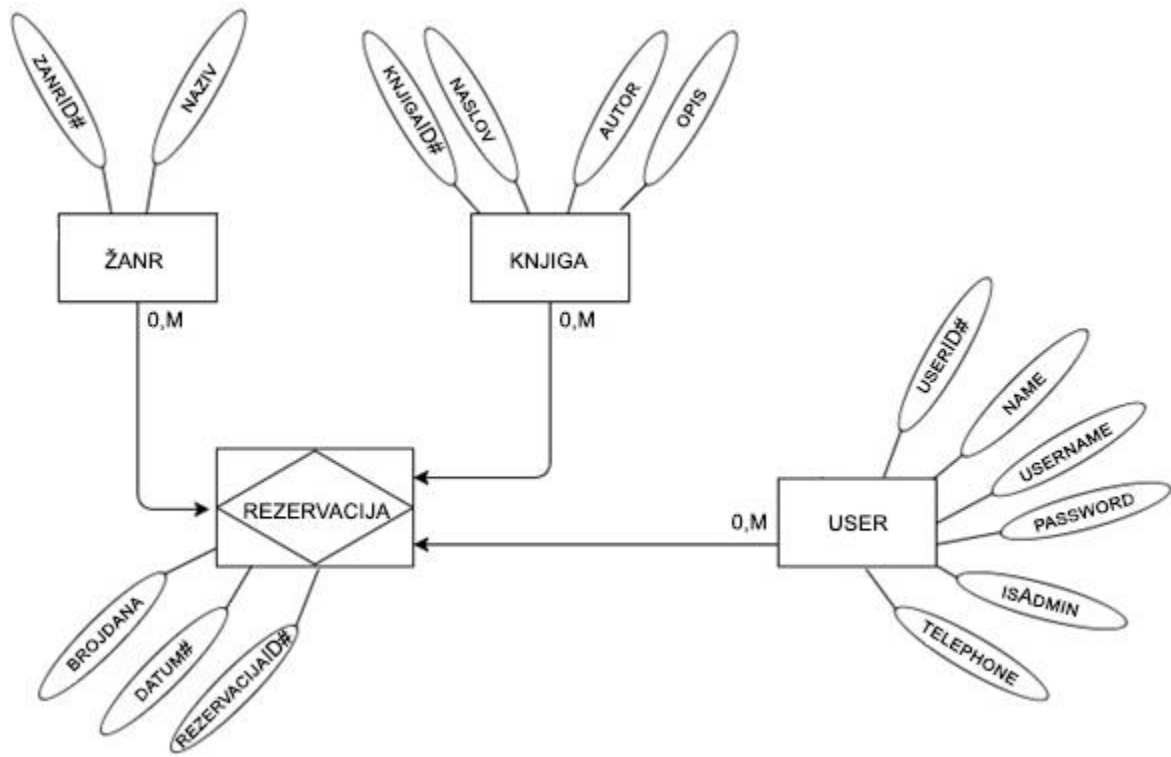 ZANRID#
NAZIV
KNJIGAID#
NASLOV
AUTOR
OPIS
ŽANR
KNJIGA
0,M
0,M
USERID#
NAME
USERNAME
PASSWORD
ISADMIN
TELEPHONE
0,M
USER
REZERVACIJA
BROJDANA
DATUM#
REZERVACIJAID#